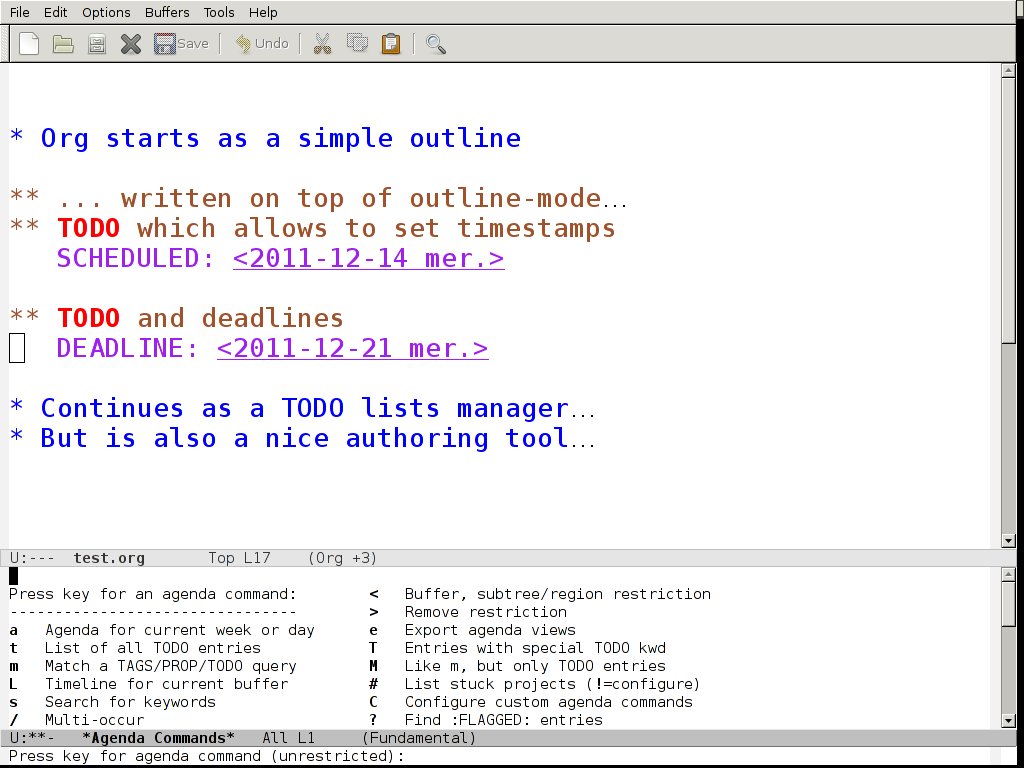 File Edit Options Buffers Tools Help
Save Undo
* Org starts as a simple outline
** ... written on top of outline-mode...
** TODO which allows to set timestamps
SCHEDULED: <2011-12-14 mer.>
** TODO and deadlines
DEADLINE: <2011-12-21 mer.>
* Continues as a TODO lists manager...
* But is also a nice authoring tool...
U:--- test.org Top L17 (Org +3)
Press key for an agenda command: < Buffer, subtree/region restriction
-------------------------------- > Remove restriction
a Agenda for current week or day e Export agenda views
t List of all TODO entries T Entries with special TODO kwd
m Match a TAGS/PROP/TODO query M Like m, but only TODO entries
L Timeline for current buffer # List stuck projects (!=configure)
s Search for keywords C Configure custom agenda commands
/ Multi-occur ? Find :FLAGGED: entries
U:**- *Agenda Commands* All L1 (Fundamental)
Press key for agenda command (unrestricted):